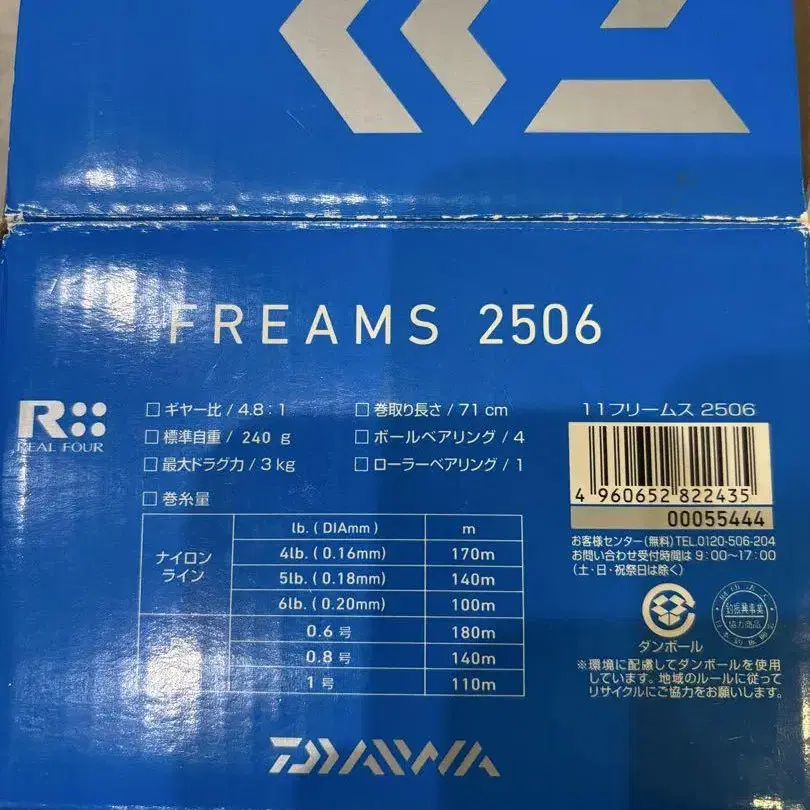 FREAMS 2506
R
REAL FOUR
□ ギヤー比 / 4.8:1
□ 巻取り長さ / 71 cm
□ 標準自重 / 240 g
□ ボールベアリング / 4
□ 最大ドラグ力 / 3 kg
□ ローラーベアリング / 1
□ 巻糸量
lb. ( DIAmm ) m
ナイロン
ライン
4lb. ( 0.16mm ) 170m
5lb. ( 0.18mm ) 140m
6lb. ( 0.20mm ) 100m
0.6 号 180m
0.8 号 140m
1 号 110m
DAIWA
11フリームス 2506
4 960652 822435
00055444
お客様センター(無料)TEL.0120-506-204
お問い合わせ受付時間は 9:00〜17:00
(土・日・祝祭日は除く)
釣振興事業
協力商品
ダンボール
※環境に配慮してダンボールを使用
しています。地域のルールに従って
リサイクルにご協力をお願いします。